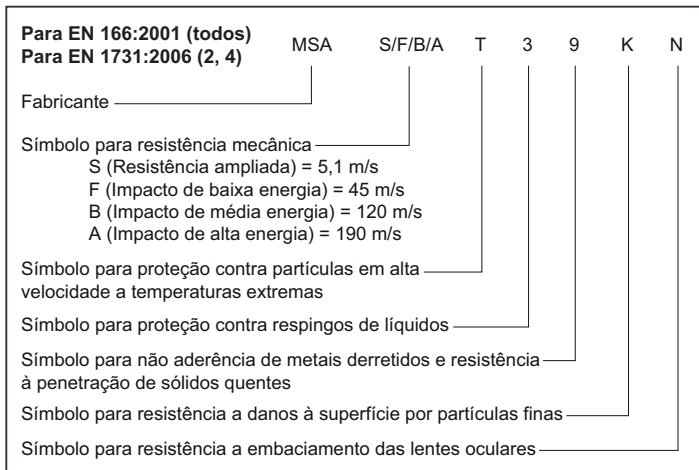 Para EN 166:2001 (todos)
Para EN 1731:2006 (2, 4)
MSA S/F/B/A T 3 9 K N
Fabricante
Símbolo para resistência mecânica
S (Resistência ampliada) = 5,1 m/s
F (Impacto de baixa energia) = 45 m/s
B (Impacto de média energia) = 120 m/s
A (Impacto de alta energia) = 190 m/s
Símbolo para proteção contra partículas em alta
velocidade a temperaturas extremas
Símbolo para proteção contra respingos de líquidos
Símbolo para não aderência de metais derretidos e resistência
à penetração de sólidos quentes
Símbolo para resistência a danos à superfície por partículas finas
Símbolo para resistência a embaciamento das lentes oculares